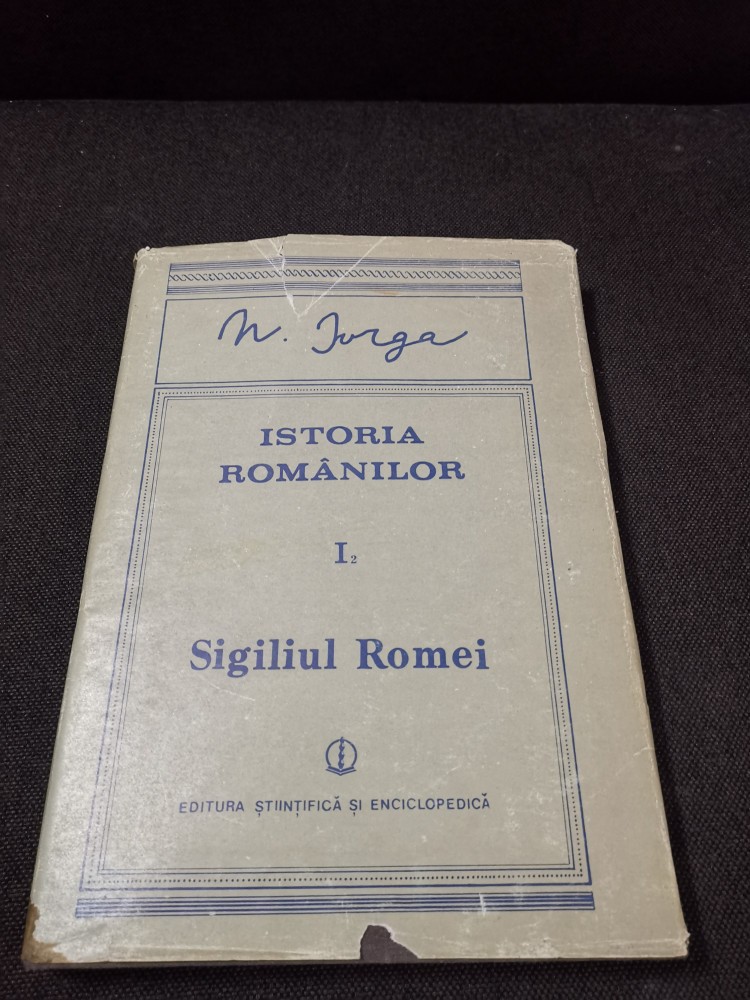 N. Iorga
ISTORIA
ROMÂNILOR
I₂
Sigiliul Romei
EDITURA ȘTIINȚIFICĂ ȘI ENCICLOPEDICĂ